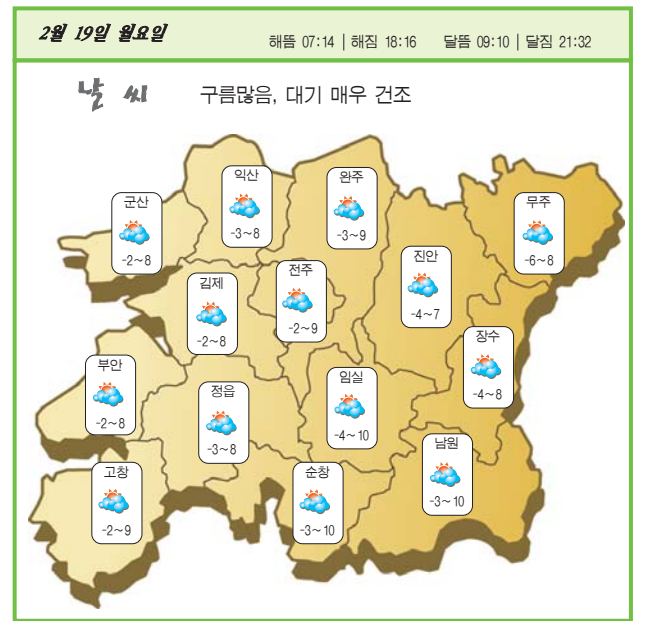 2월 19일 월요일
해뜸 07:14 | 해짐 18:16 달뜸 09:10 | 달짐 21:32
날 씨 구름많음, 대기 매우 건조
익산
-3~8
완주
-3~9
군산
-2~8
무주
-6~8
진안
-4~7
김제
-2~8
전주
-2~9
장수
-4~8
부안
-2~8
정읍
-3~8
임실
-4~10
남원
-3~10
고창
-2~9
순창
-3~10